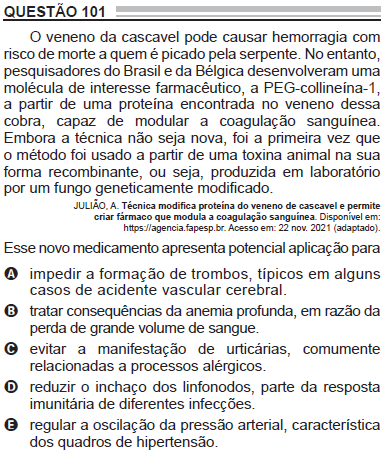 QUESTÃO 101
O veneno da cascavel pode causar hemorragia com
risco de morte a quem é picado pela serpente. No entanto,
pesquisadores do Brasil e da Bélgica desenvolveram uma
molécula de interesse farmacêutico, a PEG-collineína-1,
a partir de uma proteína encontrada no veneno dessa
cobra, capaz de modular a coagulação sanguínea.
Embora a técnica não seja nova, foi a primeira vez que
o método foi usado a partir de uma toxina animal na sua
forma recombinante, ou seja, produzida em laboratório
por um fungo geneticamente modificado.
JULIÃO, A. Técnica modifica proteína do veneno de cascavel e permite
criar fármaco que modula a coagulação sanguínea. Disponível em:
https://agencia.fapesp.br. Acesso em: 22 nov. 2021 (adaptado).
Esse novo medicamento apresenta potencial aplicação para
A impedir a formação de trombos, típicos em alguns
casos de acidente vascular cerebral.
B tratar consequências da anemia profunda, em razão da
perda de grande volume de sangue.
C evitar a manifestação de urticárias, comumente
relacionadas a processos alérgicos.
D reduzir o inchaço dos linfonodos, parte da resposta
imunitária de diferentes infecções.
E regular a oscilação da pressão arterial, característica
dos quadros de hipertensão.